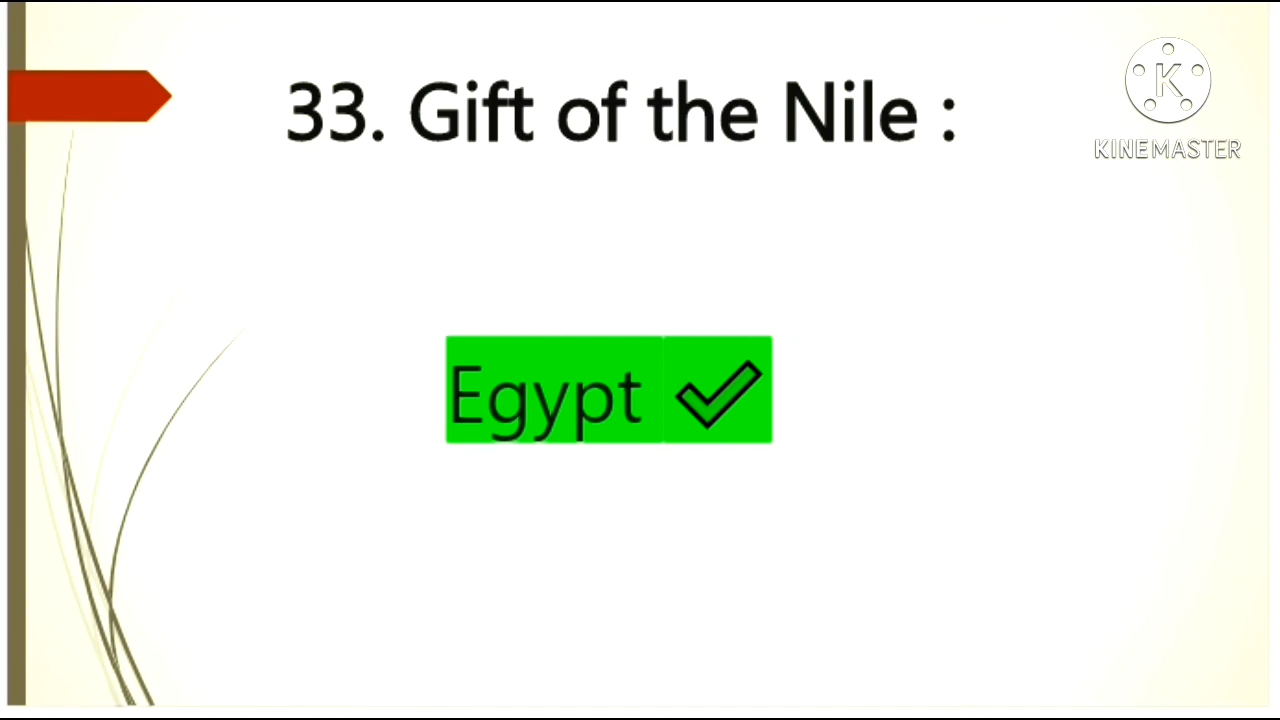 33. Gift of the Nile :
K
KINEMASTER
Egypt ✓